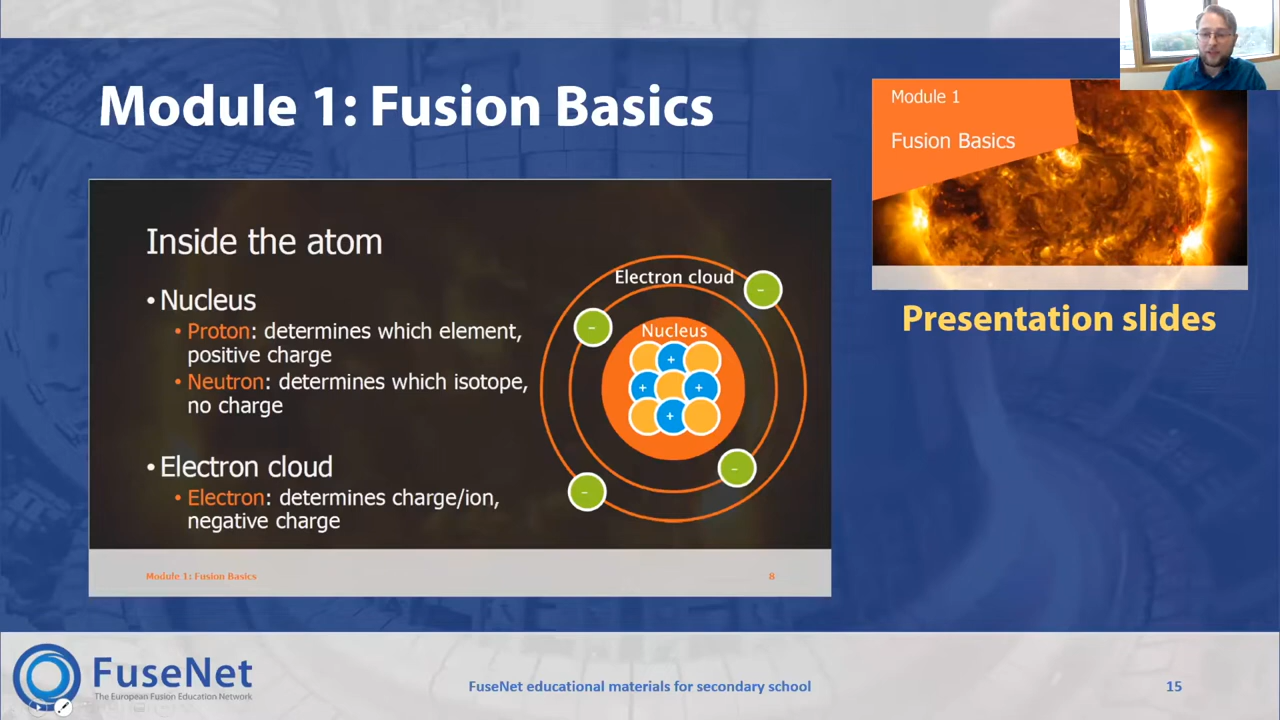 Module 1: Fusion Basics
Module 1
Fusion Basics
Presentation slides
Inside the atom
• Nucleus
• Proton: determines which element,
positive charge
• Neutron: determines which isotope,
no charge
• Electron cloud
• Electron: determines charge/ion,
negative charge
Electron cloud
-
-
Nucleus
+
+ +
+
-
-
Module 1: Fusion Basics 8
FuseNet
The European Fusion Education Network
FuseNet educational materials for secondary school 15